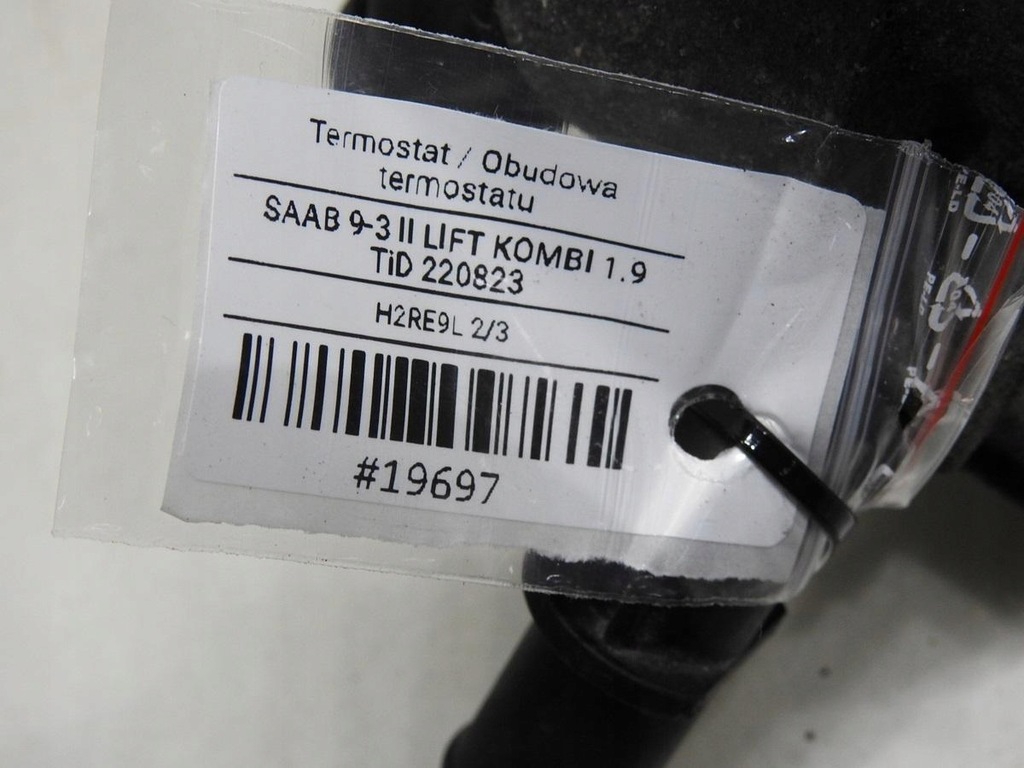 Termostat / Obudowa
termostatu
SAAB 9-3 II LIFT KOMBI 1.9
TiD 220823
H2RE9L 2/3
#19697